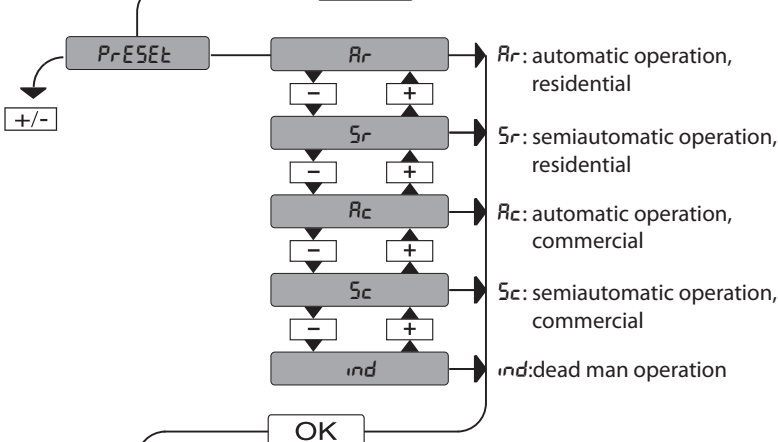 PrESEt
Ar
Ar: automatic operation,
residential
+/-
- +
Sr
Sr: semiautomatic operation,
residential
- +
Ac
Ac: automatic operation,
commercial
- +
Sc
Sc: semiautomatic operation,
commercial
- +
ind
ind:dead man operation
OK